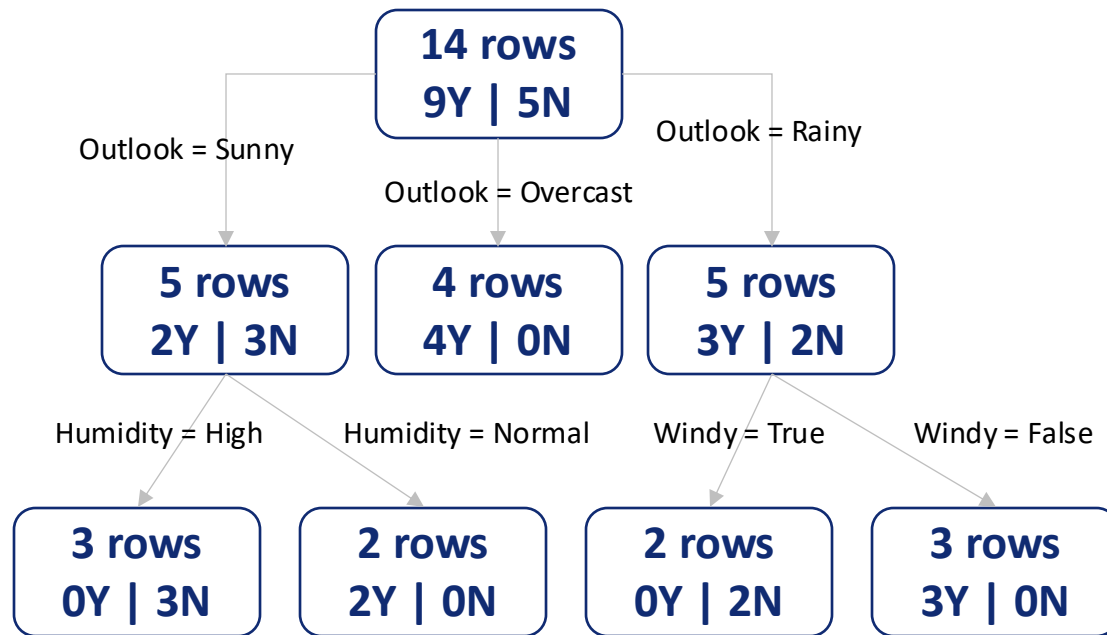 14 rows
9Y | 5N
Outlook = Sunny
Outlook = Overcast
Outlook = Rainy
5 rows
2Y | 3N
4 rows
4Y | 0N
5 rows
3Y | 2N
Humidity = High
Humidity = Normal
Windy = True
Windy = False
3 rows
0Y | 3N
2 rows
2Y | 0N
2 rows
0Y | 2N
3 rows
3Y | 0N